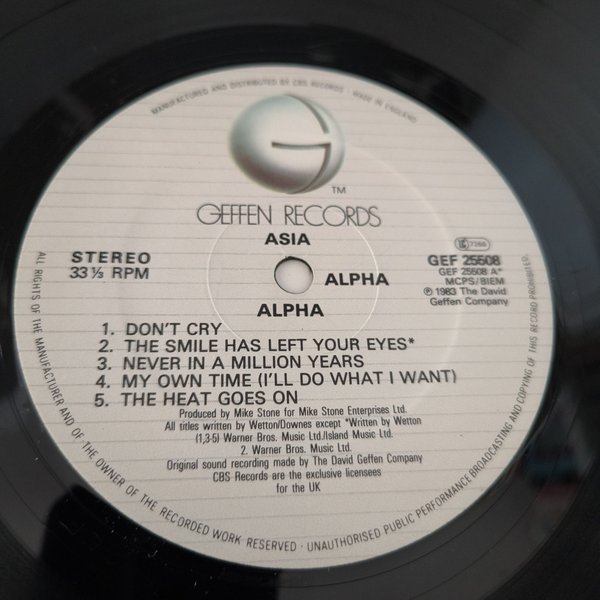 MANUFACTURED AND DISTRIBUTED BY CBS RECORDS · MADE IN ENGLAND
G
TM
GEFFEN RECORDS
ASIA
STEREO
33 ⅓ RPM
ALPHA
ALPHA
LC 7266
GEF 25508
GEF 25508 A*
MCPS/BIEM
℗ 1983 The David
Geffen Company
1. DON'T CRY
2. THE SMILE HAS LEFT YOUR EYES*
3. NEVER IN A MILLION YEARS
4. MY OWN TIME (I'LL DO WHAT I WANT)
5. THE HEAT GOES ON
Produced by Mike Stone for Mike Stone Enterprises Ltd.
All titles written by Wetton/Downes except *Written by Wetton
(1,3-5) Warner Bros. Music Ltd./Island Music Ltd.
2. Warner Bros. Music Ltd.
Original sound recording made by The David Geffen Company
CBS Records are the exclusive licensees
for the UK
ALL RIGHTS OF THE MANUFACTURER AND OF THE OWNER OF THE RECORDED WORK RESERVED · UNAUTHORISED PUBLIC PERFORMANCE BROADCASTING AND COPYING OF THIS RECORD PROHIBITED